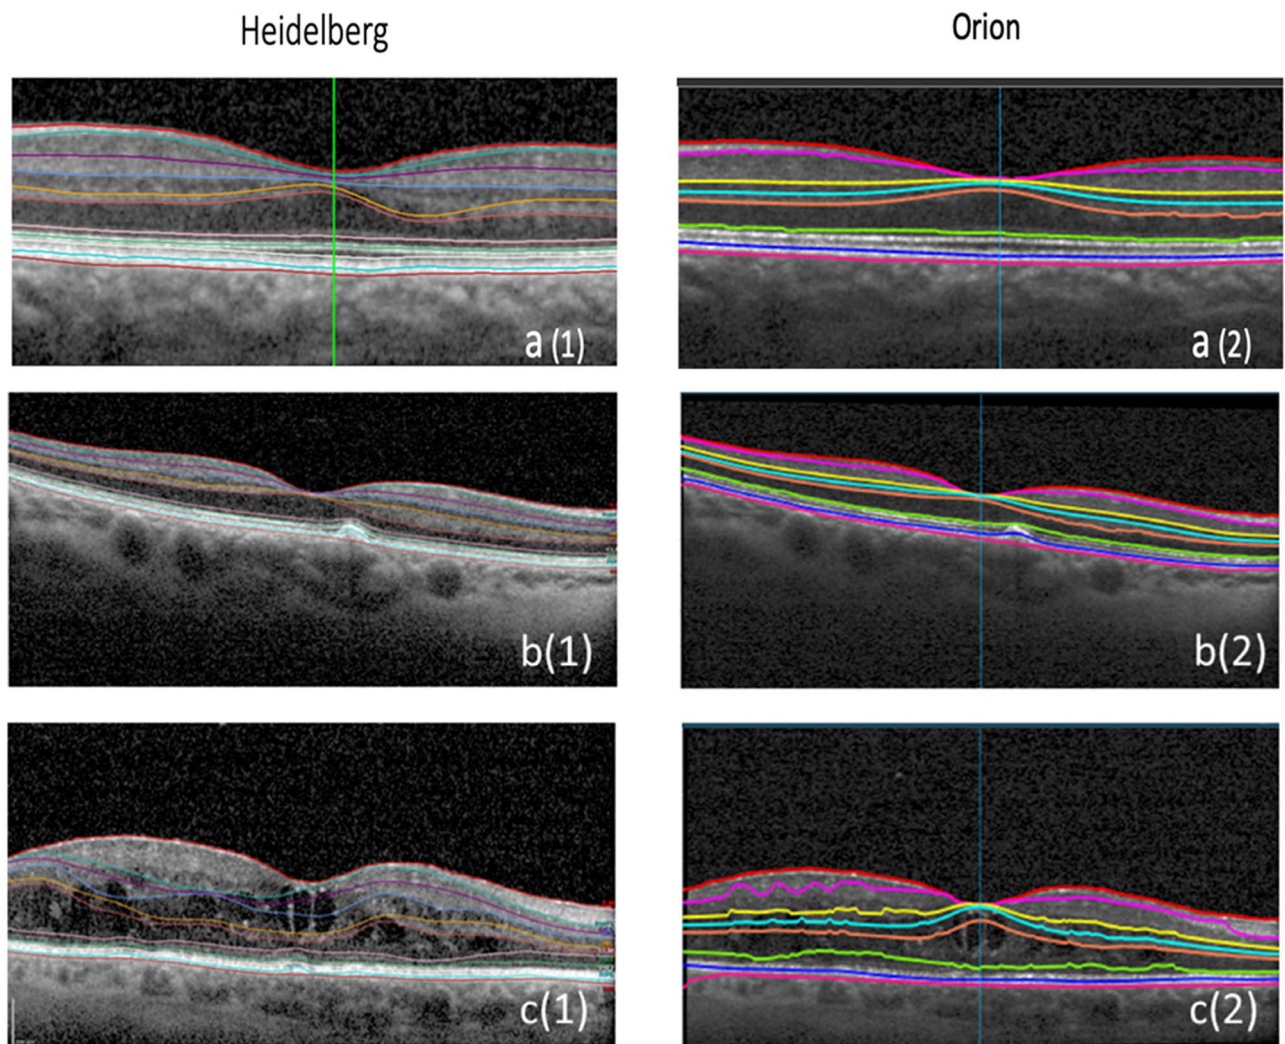 Heidelberg Orion
a (1) a (2)
b(1) b(2)
c(1) c(2)